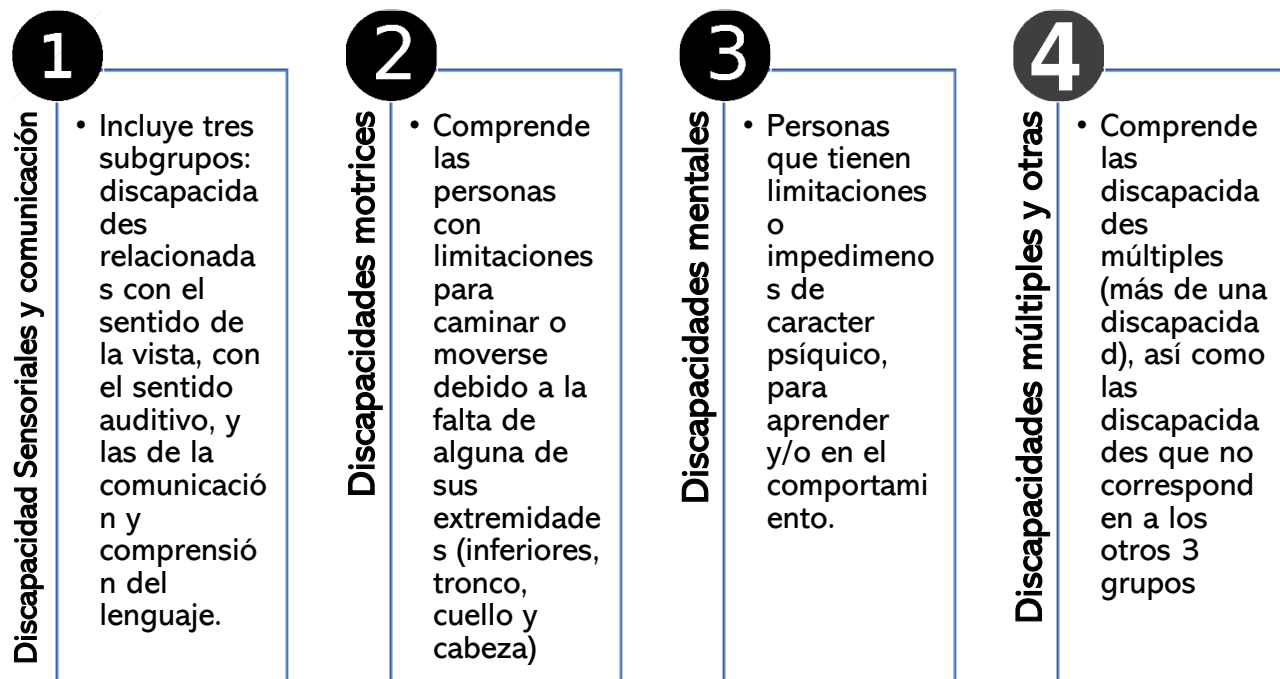 1
Discapacidad Sensoriales y comunicación
• Incluye tres
subgrupos:
discapacida
des
relacionada
s con el
sentido de
la vista, con
el sentido
auditivo, y
las de la
comunicació
n y
comprensió
n del
lenguaje.
2
Discapacidades motrices
• Comprende
las
personas
con
limitaciones
para
caminar o
moverse
debido a la
falta de
alguna de
sus
extremidade
s (inferiores,
tronco,
cuello y
cabeza)
3
Discapacidades mentales
• Personas
que tienen
limitaciones
o
impedimeno
s de
caracter
psíquico,
para
aprender
y/o en el
comportami
ento.
4
Discapacidades múltiples y otras
• Comprende
las
discapacida
des
múltiples
(más de una
discapacida
d), así como
las
discapacida
des que no
correspond
en a los
otros 3
grupos